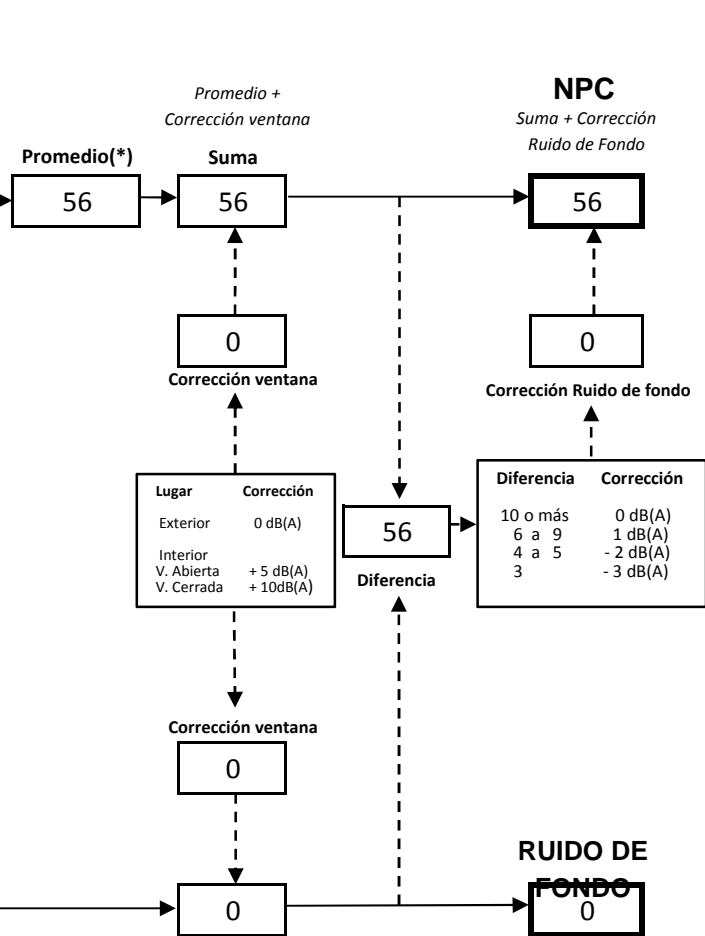 Promedio +
Corrección ventana
NPC
Suma + Corrección
Ruido de Fondo
Promedio(*)
Suma
56
56
56
0
0
Corrección ventana
Corrección Ruido de fondo
Lugar Corrección
Exterior 0 dB(A)
Interior
V. Abierta + 5 dB(A)
V. Cerrada + 10dB(A)
56
Diferencia
Diferencia Corrección
10 o más 0 dB(A)
6 a 9 1 dB(A)
4 a 5 - 2 dB(A)
3 - 3 dB(A)
Corrección ventana
0
RUIDO DE
FONDO
0
0